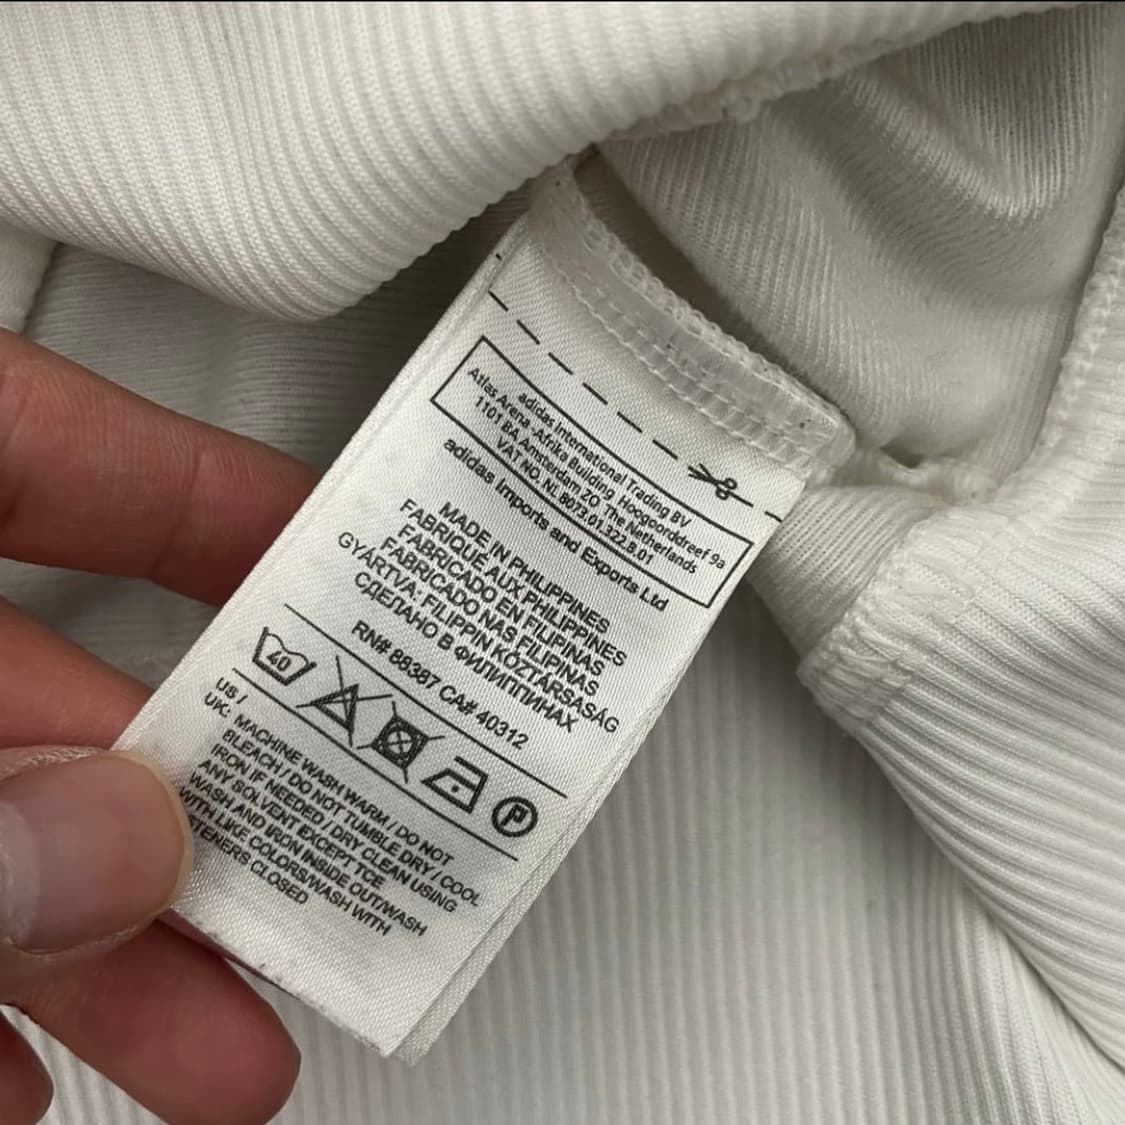 adidas International Trading BV
Atlas Arena -Afrika Building Hoogoorddreef 9a
1101 BA Amsterdam ZO The Netherlands
VAT NO. NL 8073.01.322.B.01
adidas Imports and Exports Ltd
MADE IN PHILIPPINES
FABRIQUÉ AUX PHILIPPINES
FABRICADO EN FILIPINAS
FABRICADO NAS FILIPINAS
GYÁRTVA: FILIPPIN KÖZTÁRSASÁG
СДЕЛАНО В ФИЛИППИНАХ
RN# 88387 CA# 40312
40
P
US /
UK: MACHINE WASH WARM / DO NOT
BLEACH / DO NOT TUMBLE DRY / COOL
IRON IF NEEDED / DRY CLEAN USING
ANY SOLVENT EXCEPT TCE
WASH AND IRON INSIDE OUT/WASH
WITH LIKE COLORS/WASH WITH
CLOSED